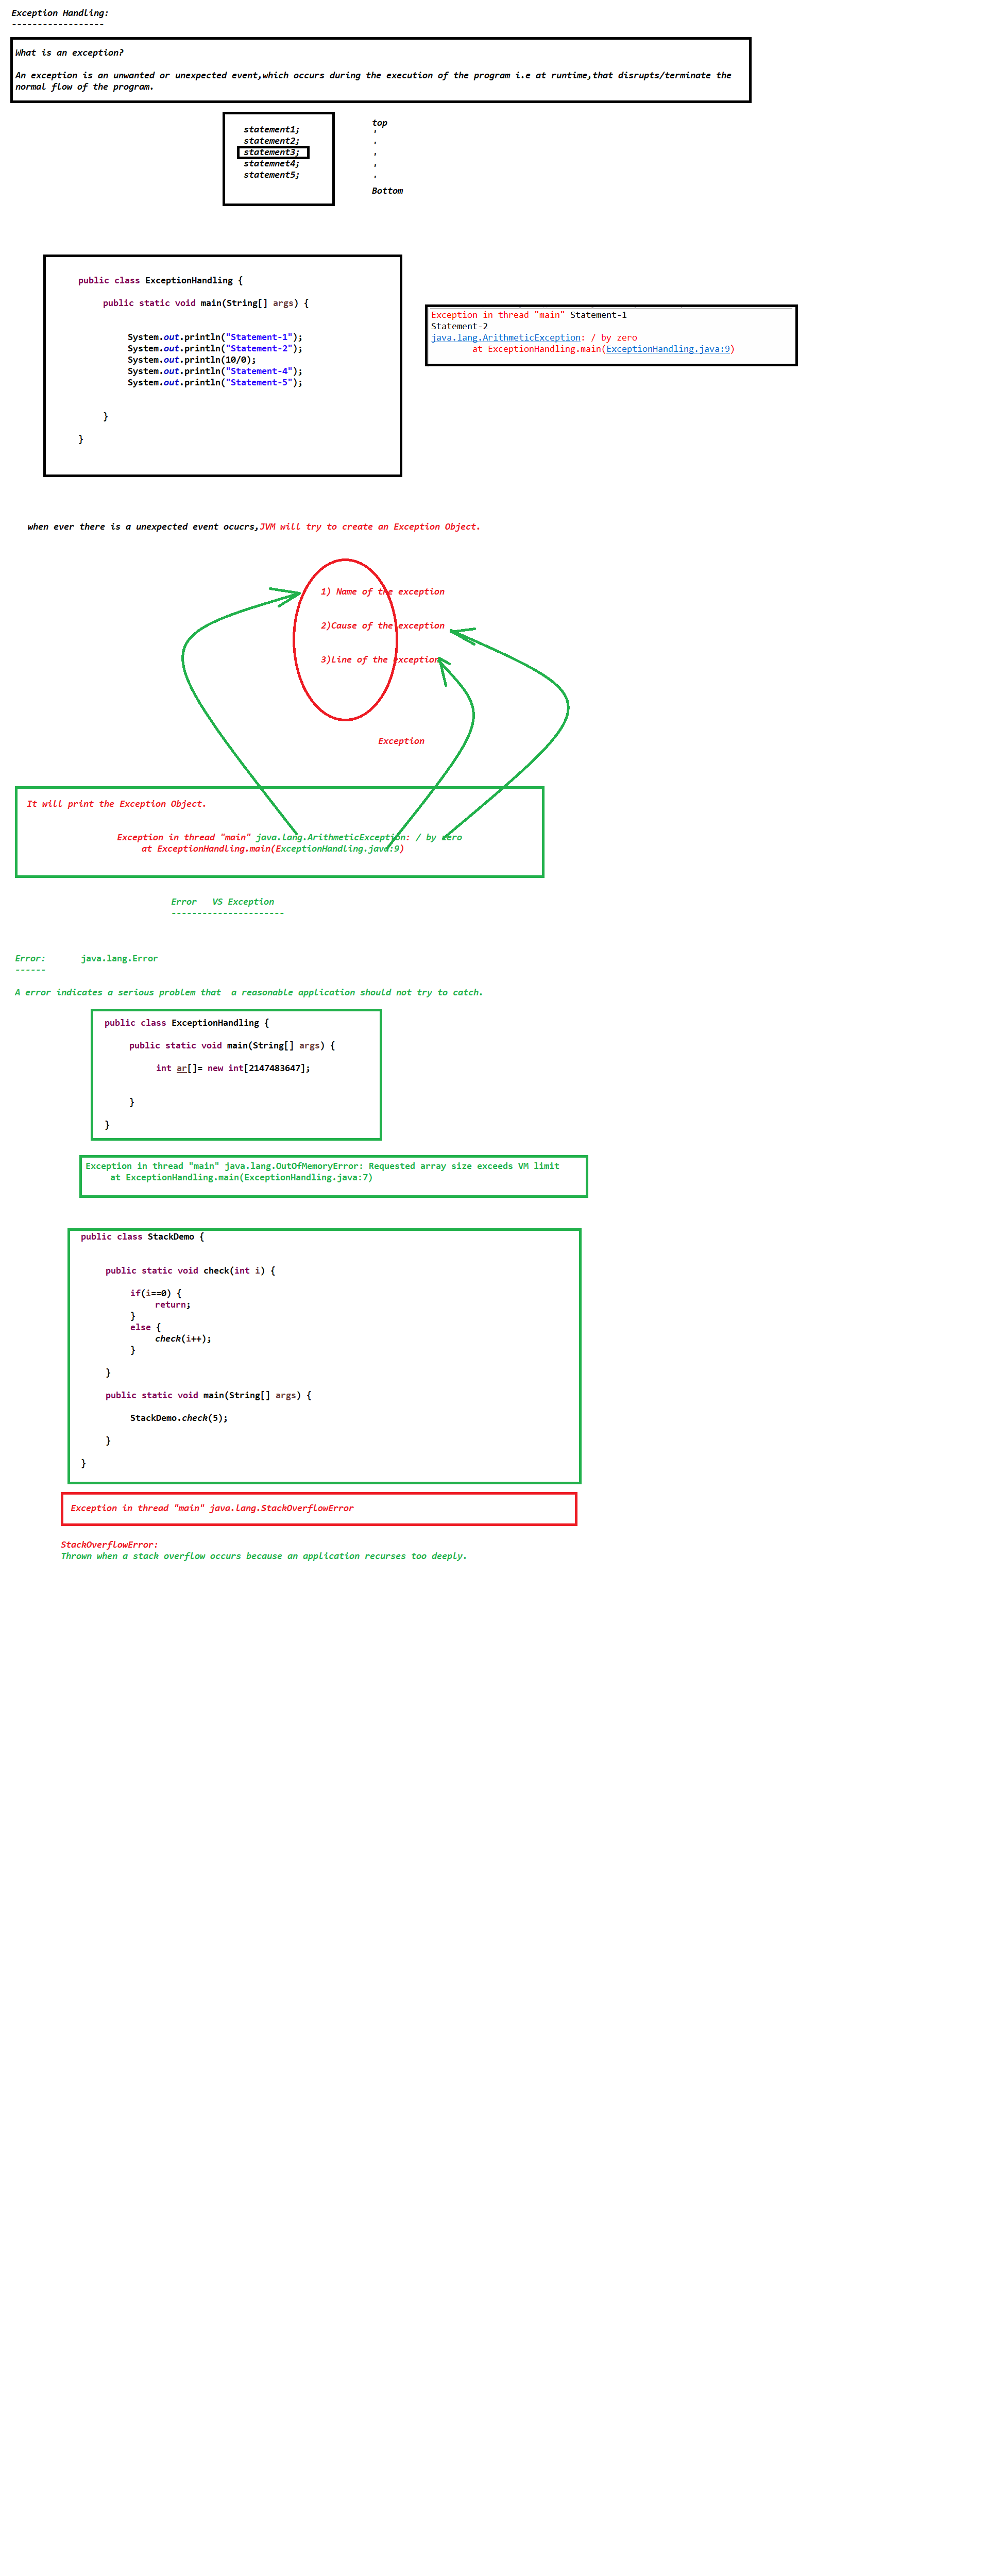 Exception Handling:
------------------
What is an exception?
An exception is an unwanted or unexpected event,which occurs during the execution of the program i.e at runtime,that disrupts/terminate the
normal flow of the program.
statement1;
statement2;
statement3;
statemnet4;
statement5;
top
'
'
'
'
'
Bottom
public class ExceptionHandling {
public static void main(String[] args) {
System.out.println("Statement-1");
System.out.println("Statement-2");
System.out.println(10/0);
System.out.println("Statement-4");
System.out.println("Statement-5");
}
}
Exception in thread "main" Statement-1
Statement-2
java.lang.ArithmeticException: / by zero
at ExceptionHandling.main(ExceptionHandling.java:9)
when ever there is a unexpected event ocucrs,JVM will try to create an Exception Object.
1) Name of the exception
2)Cause of the exception
3)Line of the exception
Exception
It will print the Exception Object.
Exception in thread "main" java.lang.ArithmeticException: / by zero
at ExceptionHandling.main(ExceptionHandling.java:9)
Error VS Exception
----------------------
Error: java.lang.Error
------
A error indicates a serious problem that a reasonable application should not try to catch.
public class ExceptionHandling {
public static void main(String[] args) {
int ar[]= new int[2147483647];
}
}
Exception in thread "main" java.lang.OutOfMemoryError: Requested array size exceeds VM limit
at ExceptionHandling.main(ExceptionHandling.java:7)
public class StackDemo {
public static void check(int i) {
if(i==0) {
return;
}
else {
check(i++);
}
}
public static void main(String[] args) {
StackDemo.check(5);
}
}
Exception in thread "main" java.lang.StackOverflowError
StackOverflowError:
Thrown when a stack overflow occurs because an application recurses too deeply.